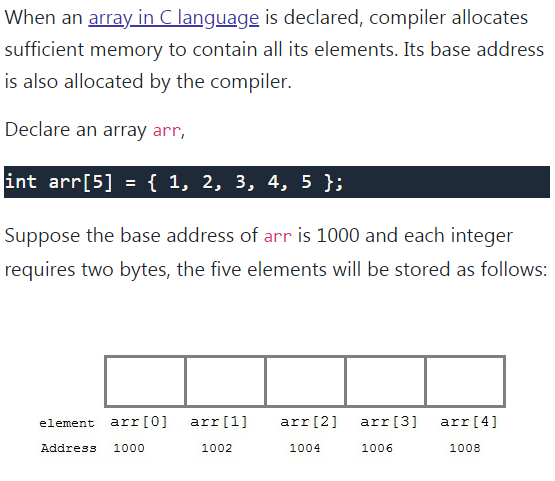 When an array in C language is declared, compiler allocates
sufficient memory to contain all its elements. Its base address
is also allocated by the compiler.
Declare an array arr,
int arr[5] = { 1, 2, 3, 4, 5 };
Suppose the base address of arr is 1000 and each integer
requires two bytes, the five elements will be stored as follows:
element arr[0] arr[1] arr[2] arr[3] arr[4]
Address 1000 1002 1004 1006 1008